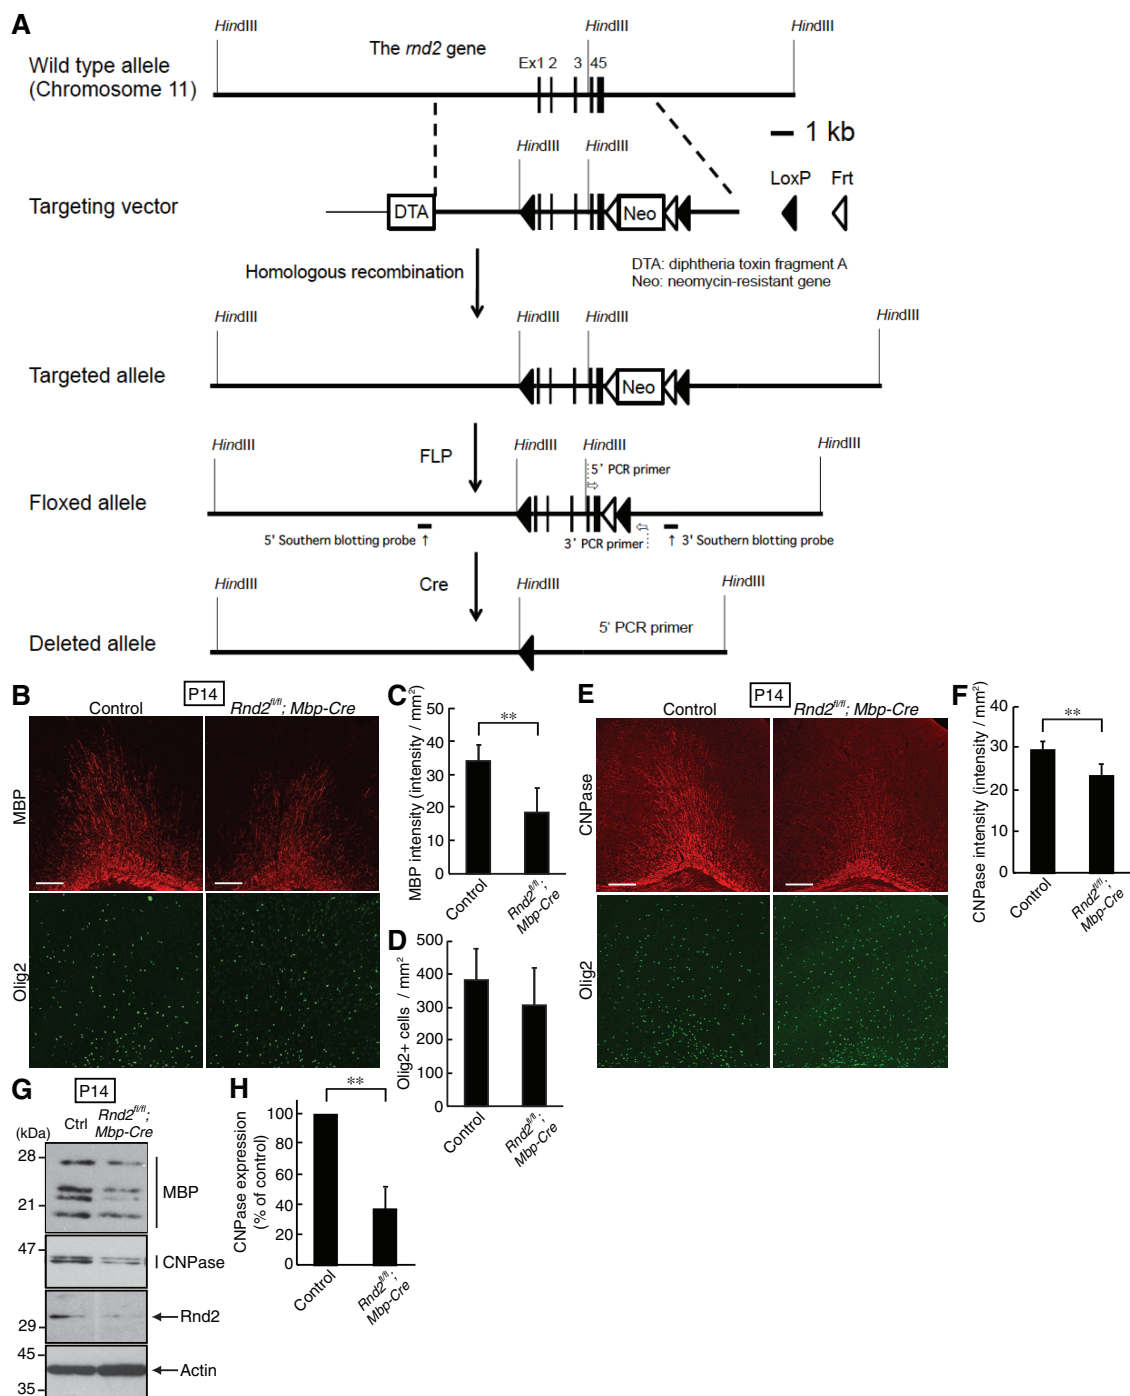 A
HindIII
HindIII
HindIII
The rnd2 gene
Wild type allele
(Chromosome 11)
Ex1 2 3 45
1 kb
HindIII
HindIII
LoxP
Frt
Targeting vector
DTA
Neo
Homologous recombination
DTA: diphtheria toxin fragment A
Neo: neomycin-resistant gene
HindIII
HindIII
HindIII
HindIII
Targeted allele
Neo
FLP
HindIII
HindIII
HindIII
HindIII
5' PCR primer
Floxed allele
5' Southern blotting probe ↑
3' PCR primer
↑ 3' Southern blotting probe
Cre
HindIII
HindIII
HindIII
5' PCR primer
Deleted allele
B
P14
Control
Rnd2fl/fl; Mbp-Cre
MBP
Olig2
C
MBP intensity (intensity / mm2)
50
40
30
20
10
0
**
Control
Rnd2fl/fl;
Mbp-Cre
D
Olig2+ cells / mm2
500
400
300
200
100
0
Control
Rnd2fl/fl;
Mbp-Cre
E
P14
Control
Rnd2fl/fl; Mbp-Cre
CNPase
Olig2
F
CNPase intensity (intensity / mm2)
40
30
20
10
0
**
Control
Rnd2fl/fl;
Mbp-Cre
G
P14
Ctrl
Rnd2fl/fl;
Mbp-Cre
(kDa)
28
21
MBP
47
CNPase
29
Rnd2
45
35
Actin
H
CNPase expression
(% of control)
100
80
60
40
20
0
**
Control
Rnd2fl/fl;
Mbp-Cre